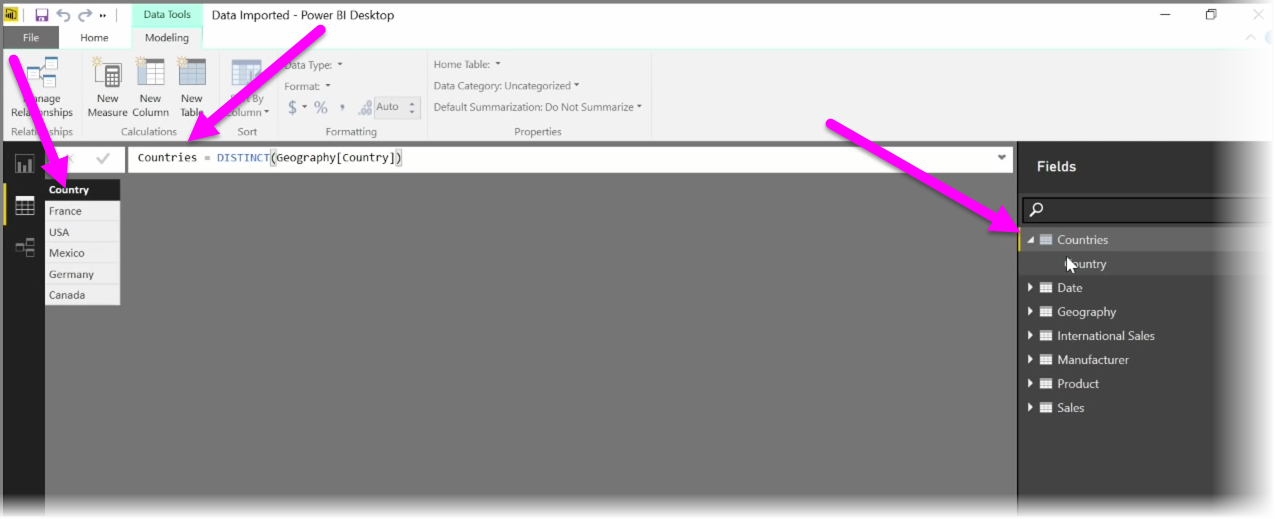 Data Tools Data Imported - Power BI Desktop
File Home Modeling
Manage Relationships
New Measure
New Column
New Table
Sort By Column
Data Type:
Format:
$ % , .00 Auto
Home Table:
Data Category: Uncategorized
Default Summarization: Do Not Summarize
Relationships Calculations Sort Formatting Properties
Countries = DISTINCT(Geography[Country])
Country
France
USA
Mexico
Germany
Canada
Fields
Countries
Country
Date
Geography
International Sales
Manufacturer
Product
Sales